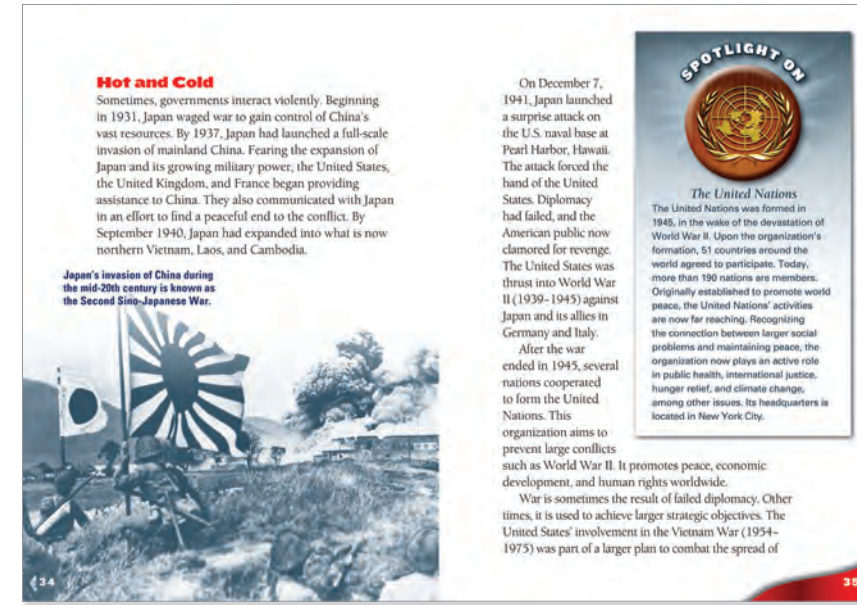 Hot and Cold
Sometimes, governments interact violently. Beginning
in 1931, Japan waged war to gain control of China's
vast resources. By 1937, Japan had launched a full-scale
invasion of mainland China. Fearing the expansion of
Japan and its growing military power, the United States,
the United Kingdom, and France began providing
assistance to China. They also communicated with Japan
in an effort to find a peaceful end to the conflict. By
September 1940, Japan had expanded into what is now
northern Vietnam, Laos, and Cambodia.
Japan's invasion of China during
the mid-20th century is known as
the Second Sino-Japanese War.
34
On December 7,
1941, Japan launched
a surprise attack on
the U.S. naval base at
Pearl Harbor, Hawaii.
The attack forced the
hand of the United
States. Diplomacy
had failed, and the
American public now
clamored for revenge.
The United States was
thrust into World War
II (1939–1945) against
Japan and its allies in
Germany and Italy.
After the war
ended in 1945, several
nations cooperated
to form the United
Nations. This
organization aims to
prevent large conflicts
such as World War II. It promotes peace, economic
development, and human rights worldwide.
War is sometimes the result of failed diplomacy. Other
times, it is used to achieve larger strategic objectives. The
United States' involvement in the Vietnam War (1954–
1975) was part of a larger plan to combat the spread of
SPOTLIGHT ON
The United Nations
The United Nations was formed in
1945, in the wake of the devastation of
World War II. Upon the organization's
formation, 51 countries around the
world agreed to participate. Today,
more than 190 nations are members.
Originally established to promote world
peace, the United Nations' activities
are now far reaching. Recognizing
the connection between larger social
problems and maintaining peace, the
organization now plays an active role
in public health, international justice,
hunger relief, and climate change,
among other issues. Its headquarters is
located in New York City.
35